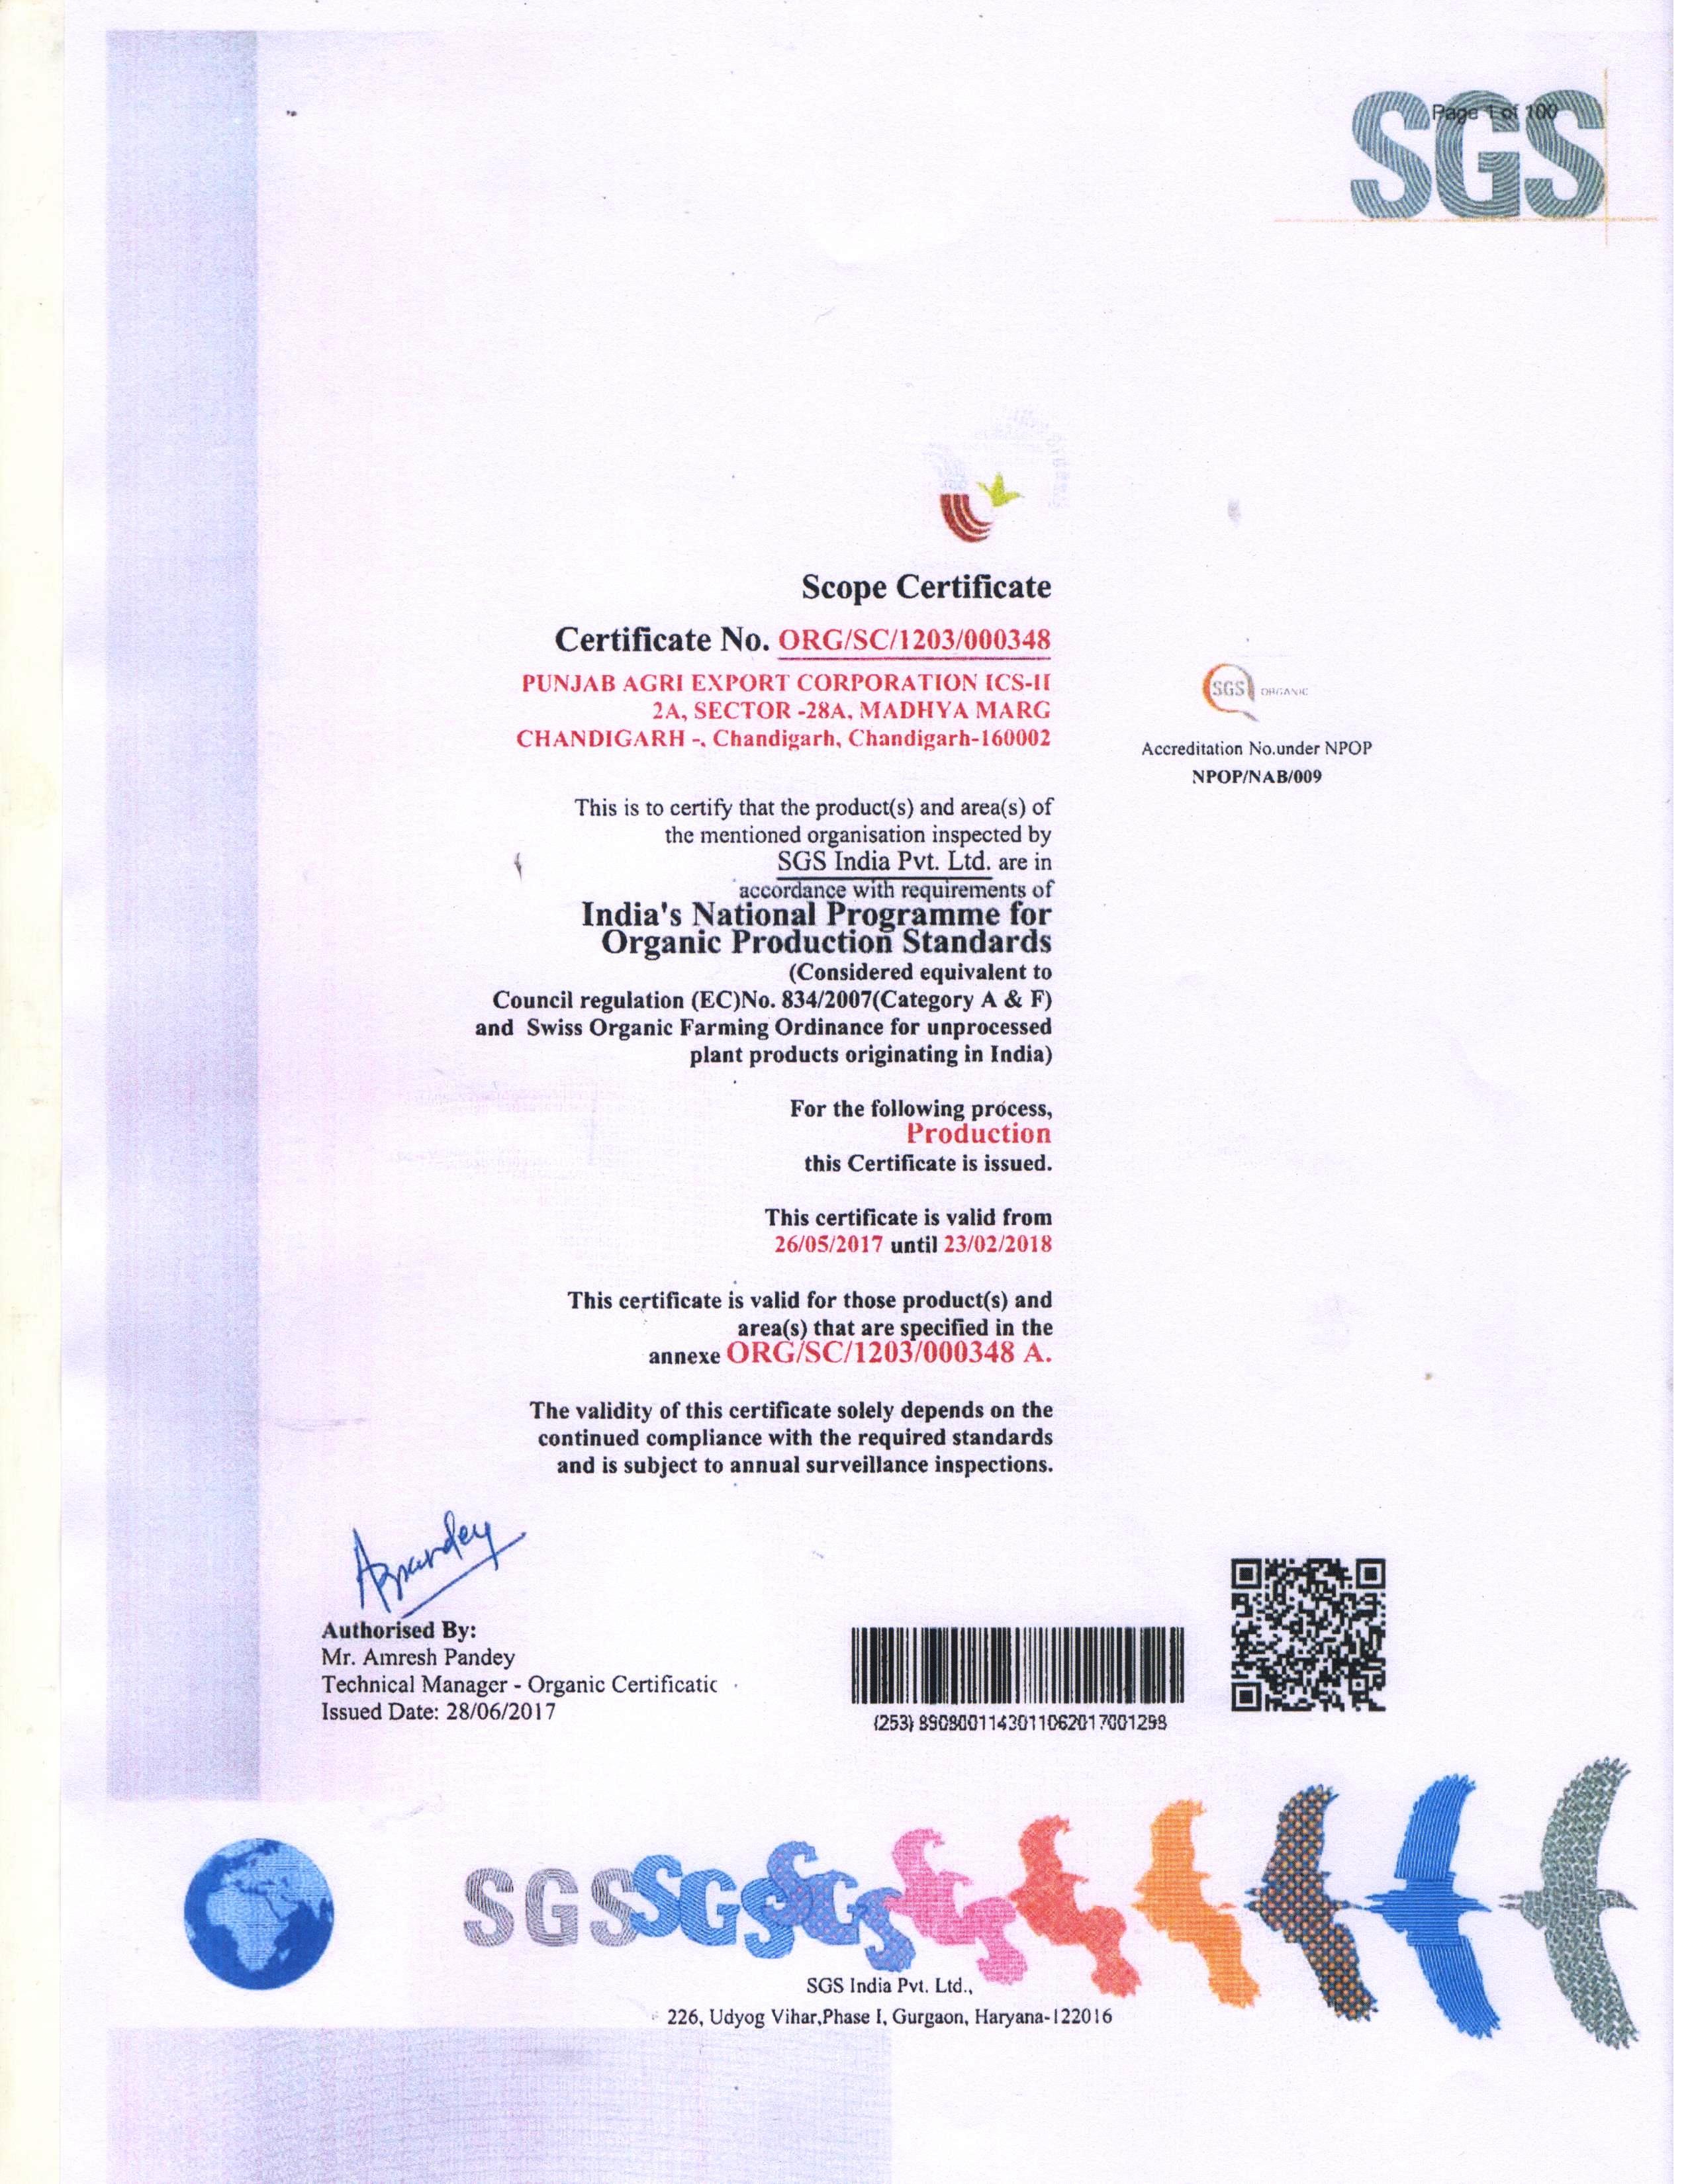 Page 1 of 100
SGS
Scope Certificate
Certificate No. ORG/SC/1203/000348
PUNJAB AGRI EXPORT CORPORATION ICS-II
2A, SECTOR -28A, MADHYA MARG
CHANDIGARH -, Chandigarh, Chandigarh-160002
SGS ORGANIC
Accreditation No.under NPOP
NPOP/NAB/009
This is to certify that the product(s) and area(s) of
the mentioned organisation inspected by
SGS India Pvt. Ltd. are in
accordance with requirements of
India's National Programme for
Organic Production Standards
(Considered equivalent to
Council regulation (EC)No. 834/2007(Category A & F)
and Swiss Organic Farming Ordinance for unprocessed
plant products originating in India)
For the following process,
Production
this Certificate is issued.
This certificate is valid from
26/05/2017 until 23/02/2018
This certificate is valid for those product(s) and
area(s) that are specified in the
annexe ORG/SC/1203/000348 A.
The validity of this certificate solely depends on the
continued compliance with the required standards
and is subject to annual surveillance inspections.
Apandey
Authorised By:
Mr. Amresh Pandey
Technical Manager - Organic Certificatic
Issued Date: 28/06/2017
(253) 8908001143011062017001298
SGS SGS SGS
SGS India Pvt. Ltd.,
226, Udyog Vihar,Phase I, Gurgaon, Haryana-122016